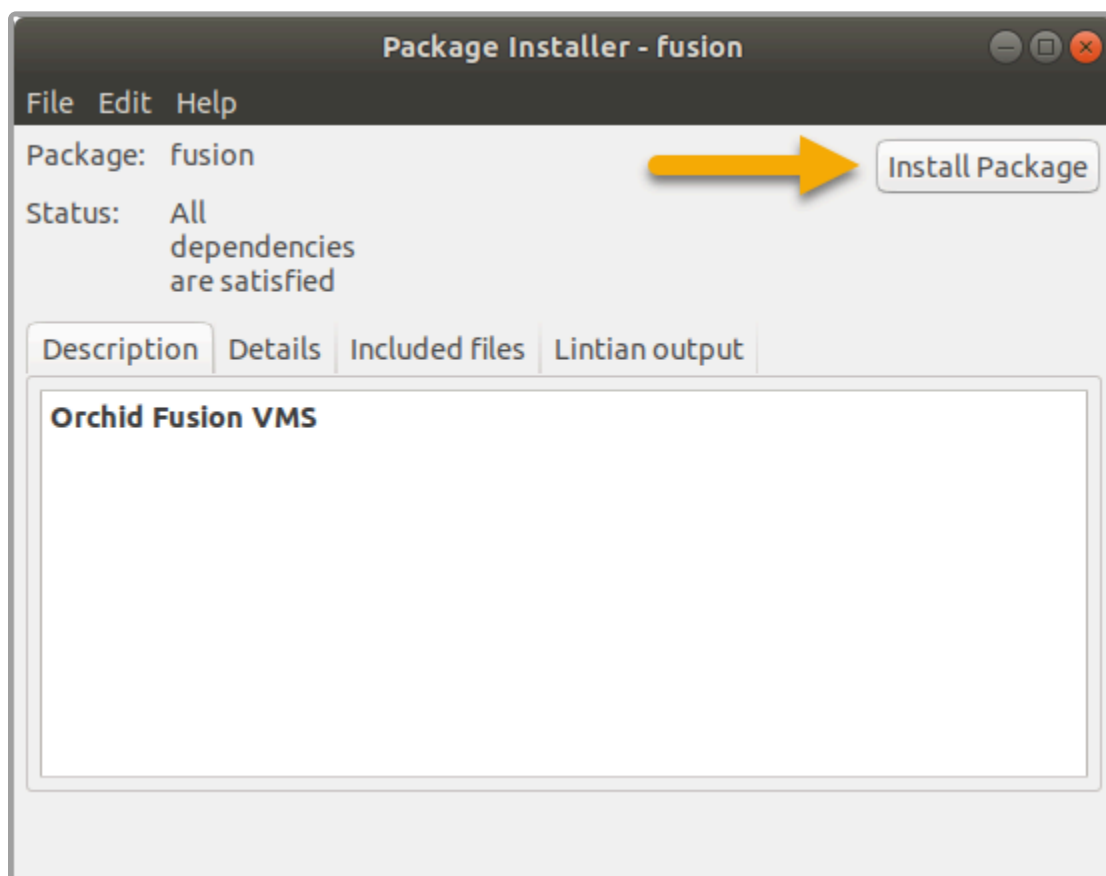 Package Installer - fusion
File Edit Help
Package: fusion
Install Package
Status: All
dependencies
are satisfied
Description Details Included files Lintian output
Orchid Fusion VMS